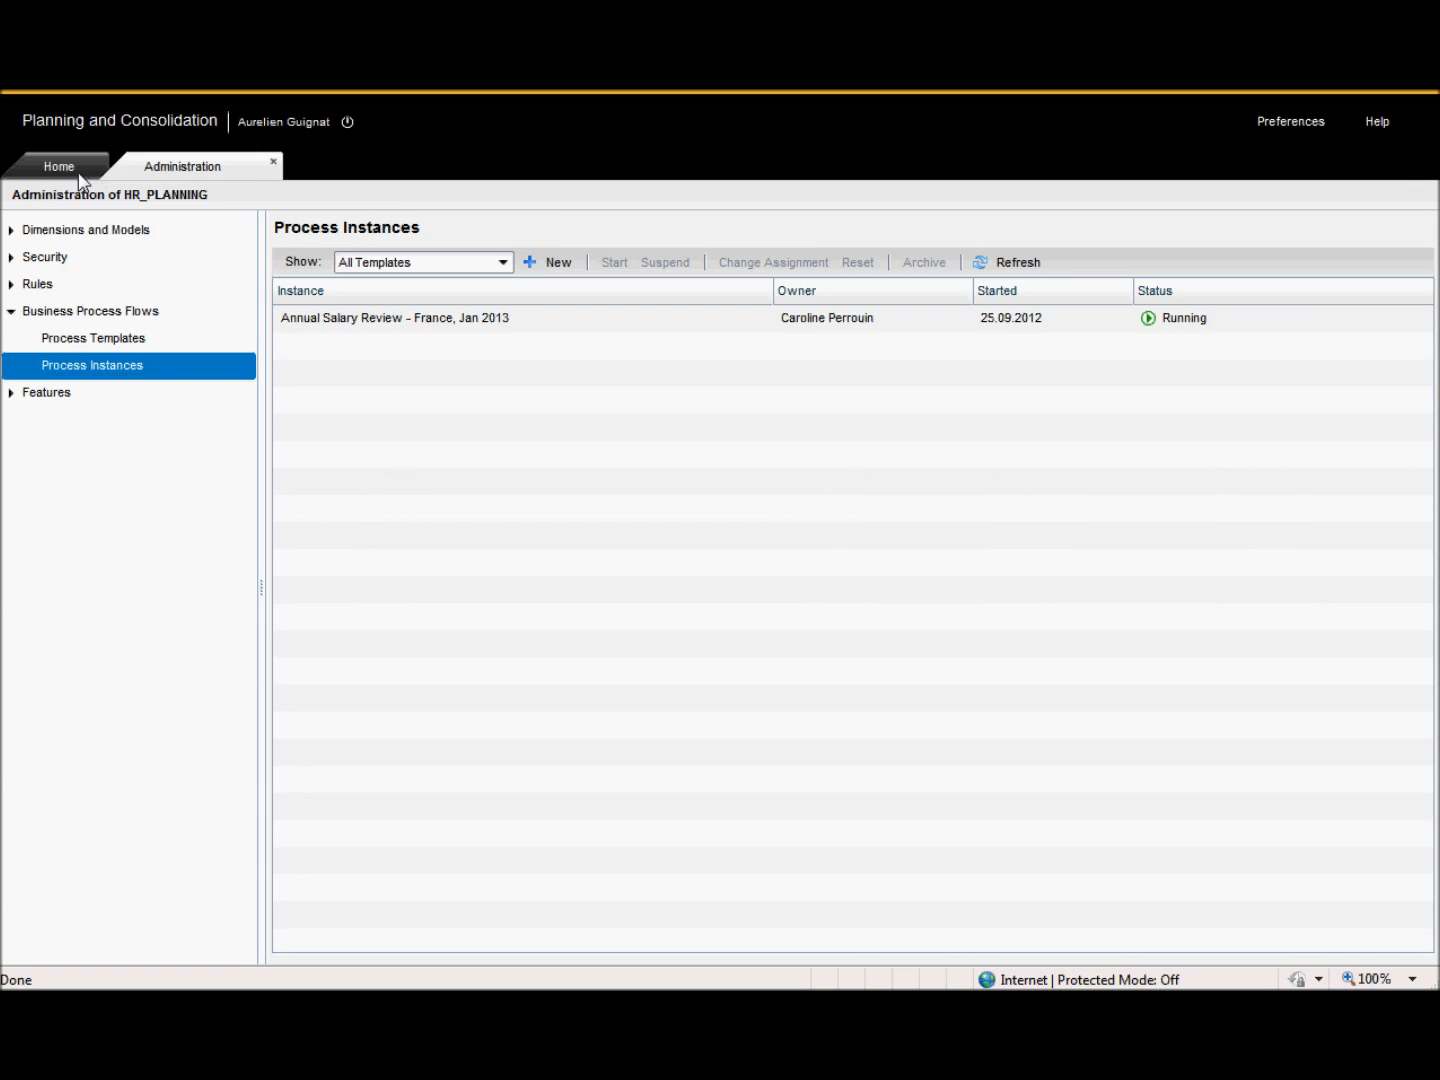 Planning and Consolidation Aurelien Guignat Preferences Help
Home Administration
Administration of HR_PLANNING
Dimensions and Models
Security
Rules
Business Process Flows
Process Templates
Process Instances
Features
Process Instances
Show: All Templates New Start Suspend Change Assignment Reset Archive Refresh
Instance Owner Started Status
Annual Salary Review - France, Jan 2013 Caroline Perrouin 25.09.2012 Running
Done Internet | Protected Mode: Off 100%